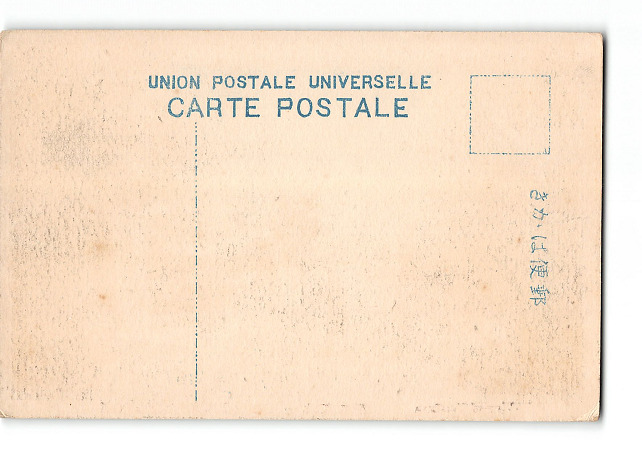 UNION POSTALE UNIVERSELLE
CARTE POSTALE
郵便はかき